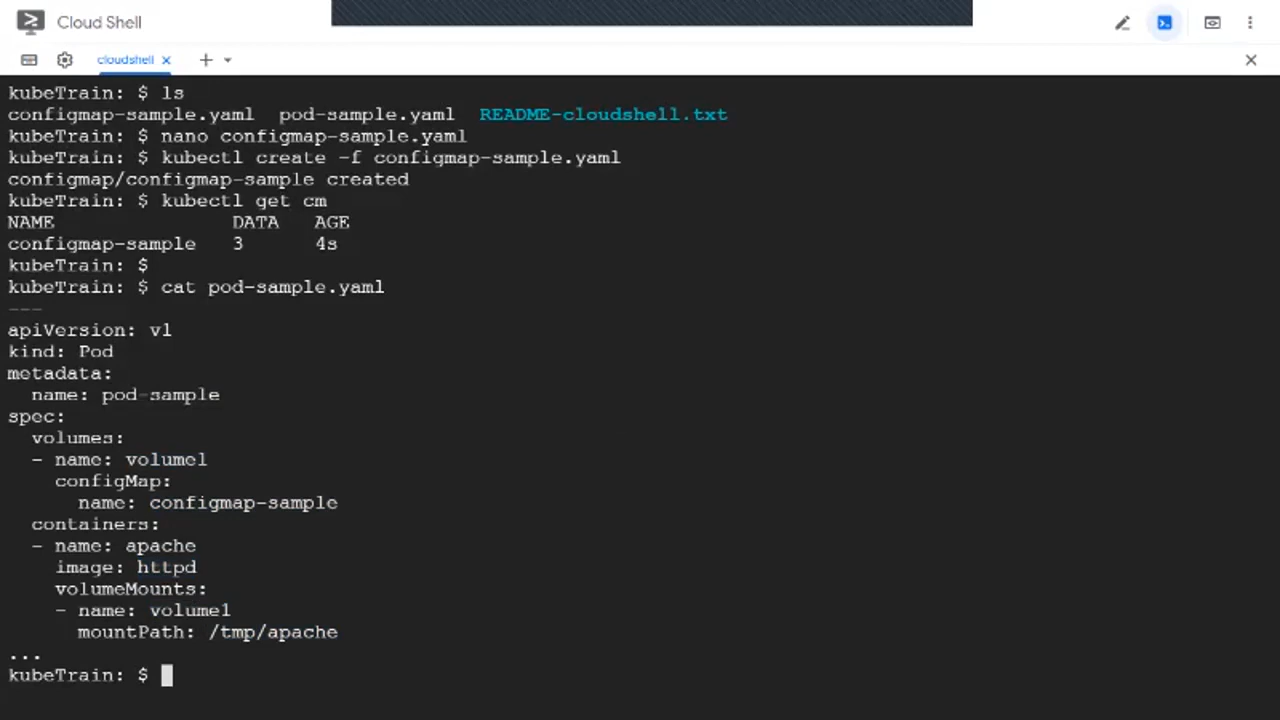 Cloud Shell
cloudshell
kubeTrain: $ ls
configmap-sample.yaml  pod-sample.yaml  README-cloudshell.txt
kubeTrain: $ nano configmap-sample.yaml
kubeTrain: $ kubectl create -f configmap-sample.yaml
configmap/configmap-sample created
kubeTrain: $ kubectl get cm
NAME               DATA   AGE
configmap-sample   3      4s
kubeTrain: $
kubeTrain: $ cat pod-sample.yaml
---
apiVersion: v1
kind: Pod
metadata:
  name: pod-sample
spec:
  volumes:
  - name: volume1
    configMap:
      name: configmap-sample
  containers:
  - name: apache
    image: httpd
    volumeMounts:
    - name: volume1
      mountPath: /tmp/apache
...
kubeTrain: $